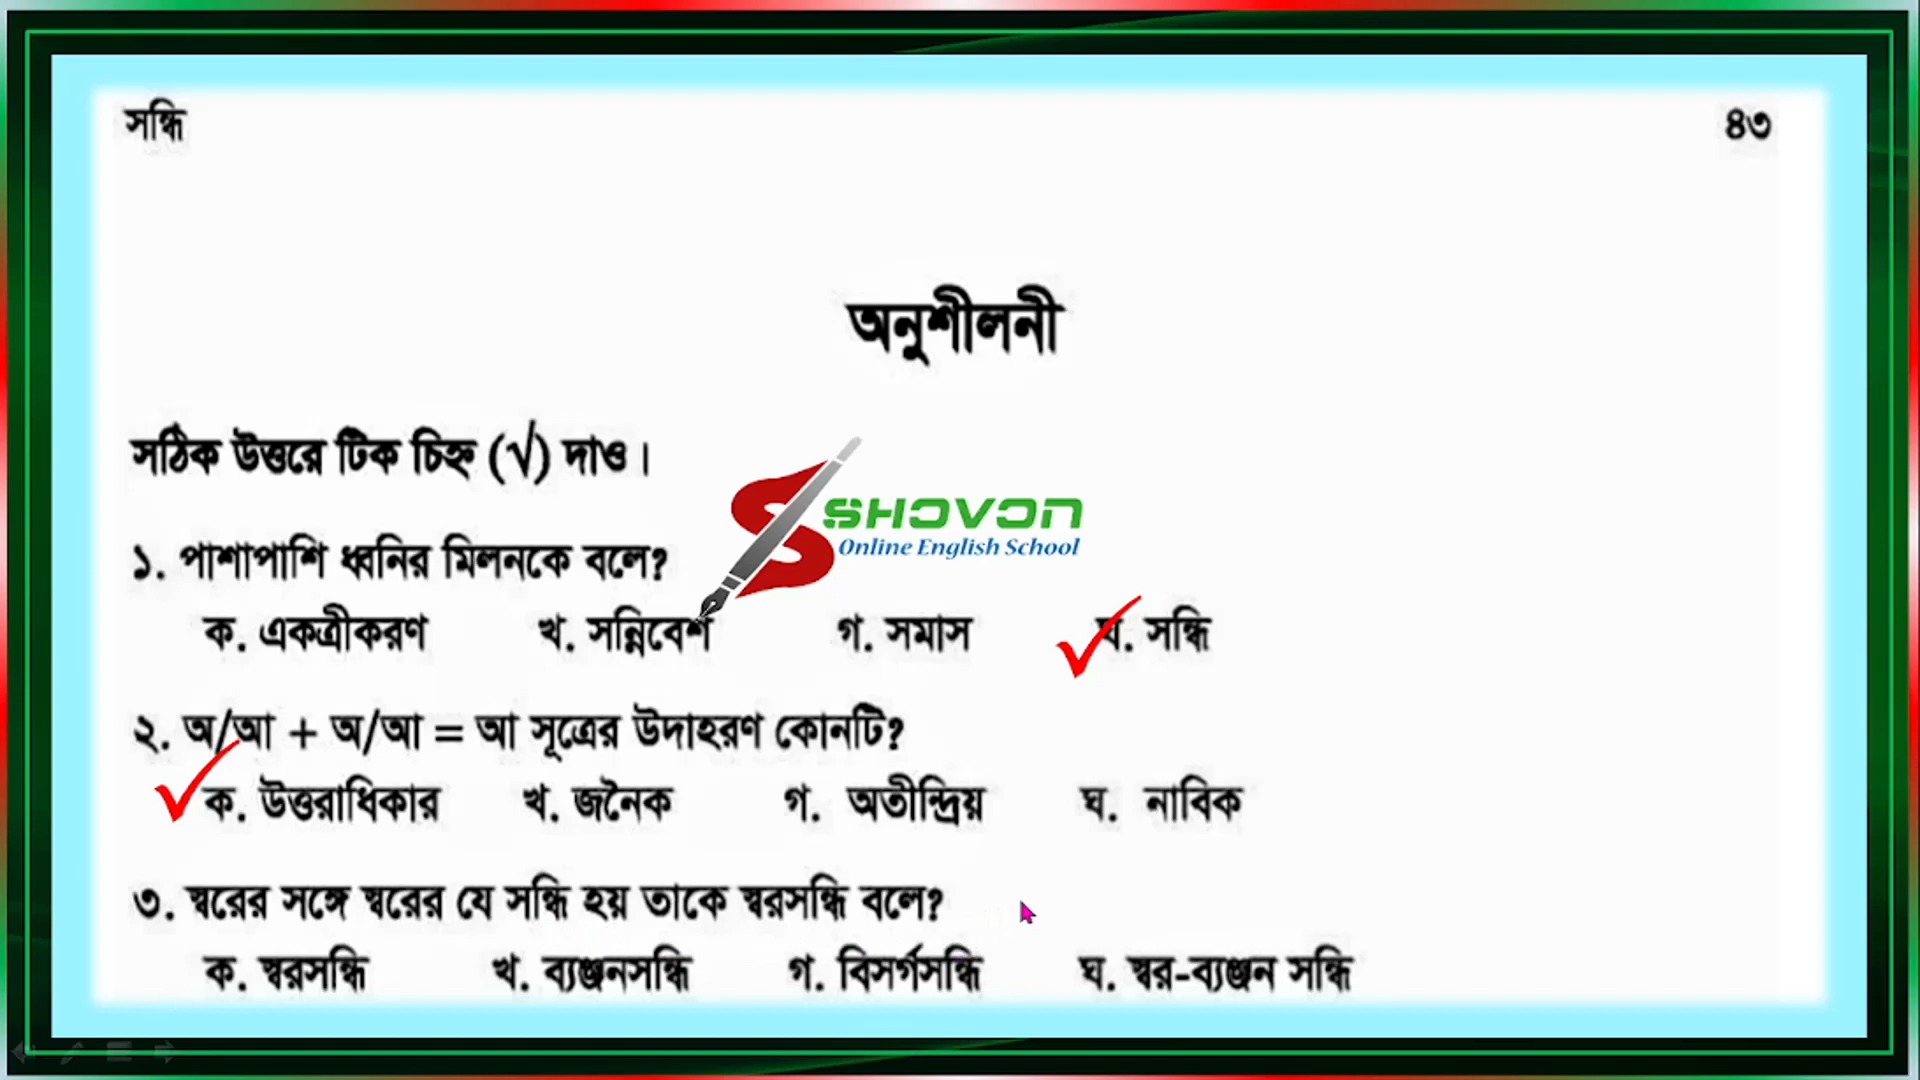 সন্ধি ৪৩
অনুশীলনী
সঠিক উত্তরে টিক চিহ্ন (√) দাও।
SHOVON
Online English School
১. পাশাপাশি ধ্বনির মিলনকে বলে?
ক. একত্রীকরণ খ. সন্নিবেশ গ. সমাস ঘ. সন্ধি
২. অ/আ + অ/আ = আ সূত্রের উদাহরণ কোনটি?
ক. উত্তরাধিকার খ. জনৈক গ. অতীন্দ্রিয় ঘ. নাবিক
৩. স্বরের সঙ্গে স্বরের যে সন্ধি হয় তাকে স্বরসন্ধি বলে?
ক. স্বরসন্ধি খ. ব্যঞ্জনসন্ধি গ. বিসর্গসন্ধি ঘ. স্বর-ব্যঞ্জন সন্ধি